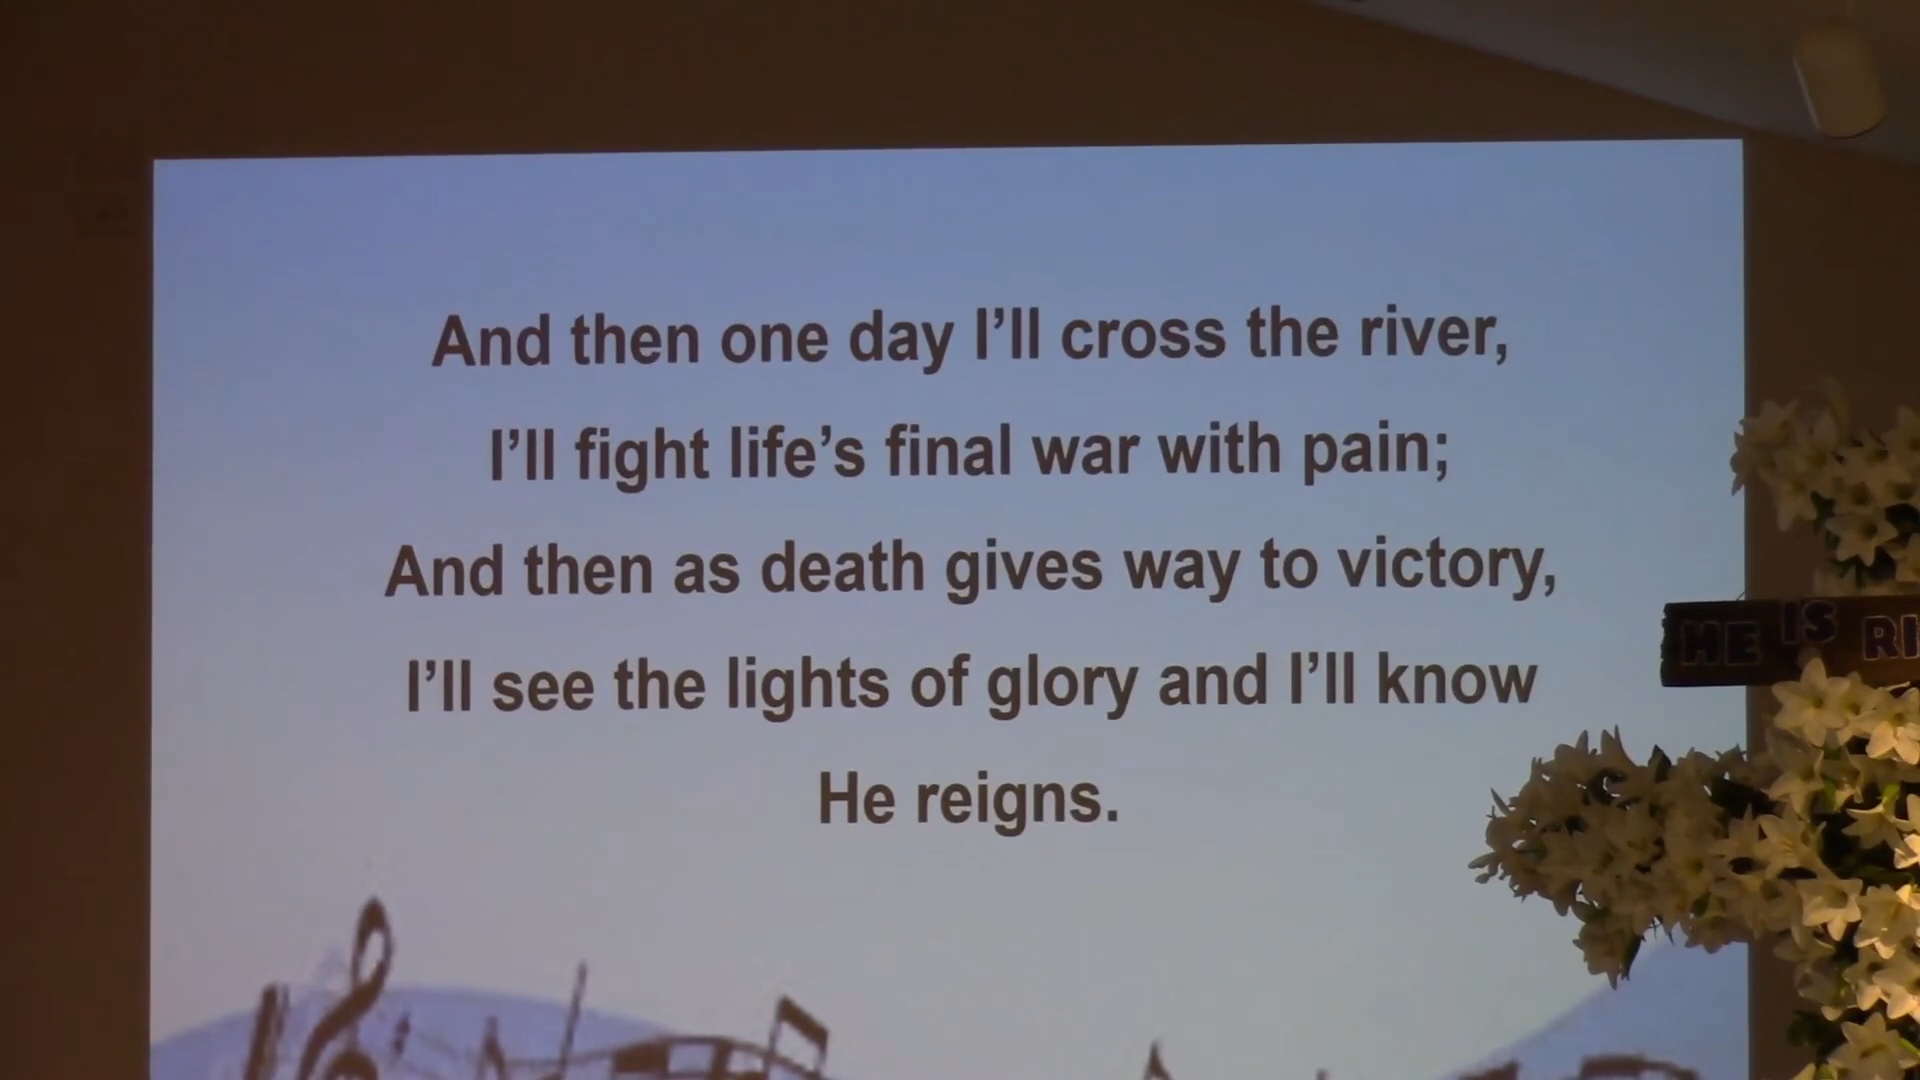 And then one day I’ll cross the river,
I’ll fight life’s final war with pain;
And then as death gives way to victory,
I’ll see the lights of glory and I’ll know
He reigns.
HE IS RI